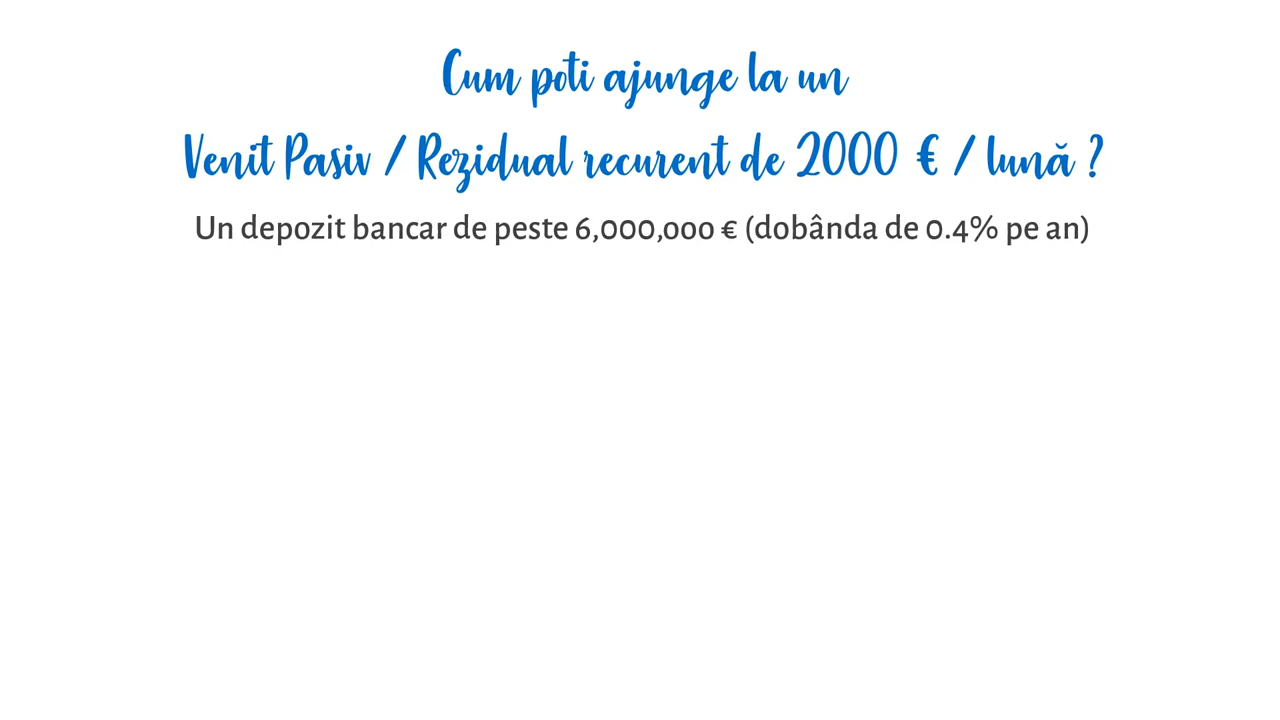 Cum poti ajunge la un
Venit Pasiv / Rezidual recurent de 2000 € / lună ?
Un depozit bancar de peste 6,000,000 € (dobânda de 0.4% pe an)